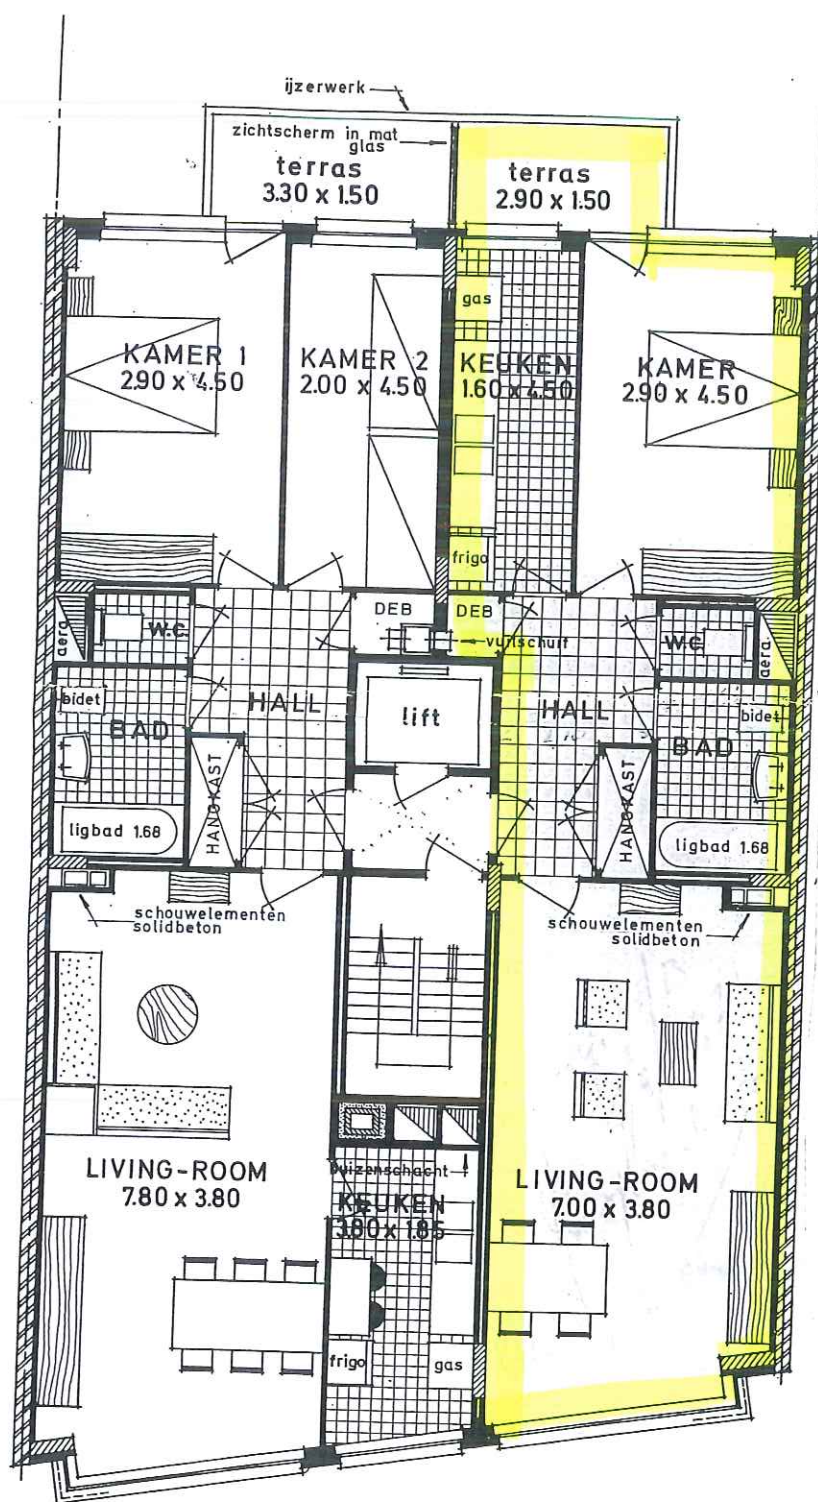 ijzerwerk
zichtscherm in mat
glas
terras
3.30 x 1.50
terras
2.90 x 1.50
gas
KAMER 1
2.90 x 4.50
KAMER 2
2.00 x 4.50
KEUKEN
1.60 x 4.50
KAMER
2.90 x 4.50
frigo
DEB
DEB
vuilschuif
aera.
W.C.
W.C.
aera.
bidet
BAD
HALL
lift
HALL
bidet
BAD
HANGKAST
HANGKAST
ligbad 1.68
ligbad 1.68
schouwelementen
solidbeton
schouwelementen
solidbeton
LIVING-ROOM
7.80 x 3.80
buizenschacht
KEUKEN
3.80 x 1.85
LIVING-ROOM
7.00 x 3.80
frigo
gas